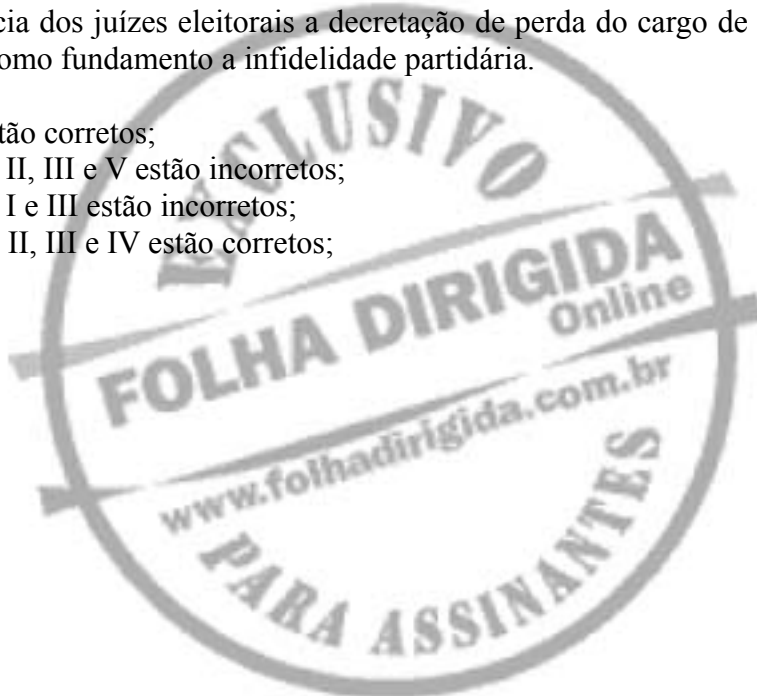 cia dos juízes eleitorais a decretação de perda do cargo de
omo fundamento a infidelidade partidária.
tão corretos;
II, III e V estão incorretos;
I e III estão incorretos;
II, III e IV estão corretos;
EXCLUSIVO
FOLHA DIRIGIDA
Online
www.folhadirigida.com.br
PARA ASSINANTES